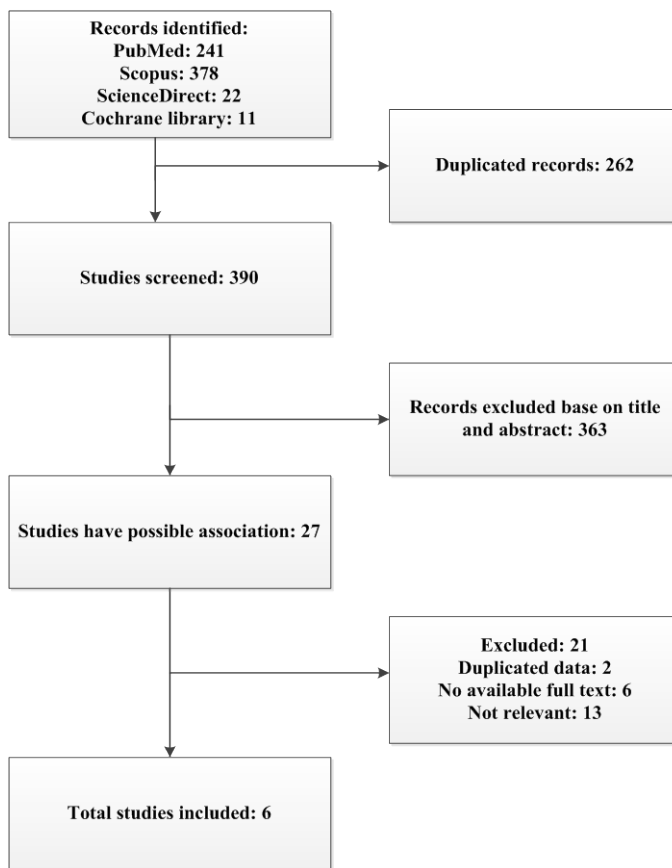 Records identified:
PubMed: 241
Scopus: 378
ScienceDirect: 22
Cochrane library: 11
Duplicated records: 262
Studies screened: 390
Records excluded base on title
and abstract: 363
Studies have possible association: 27
Excluded: 21
Duplicated data: 2
No available full text: 6
Not relevant: 13
Total studies included: 6